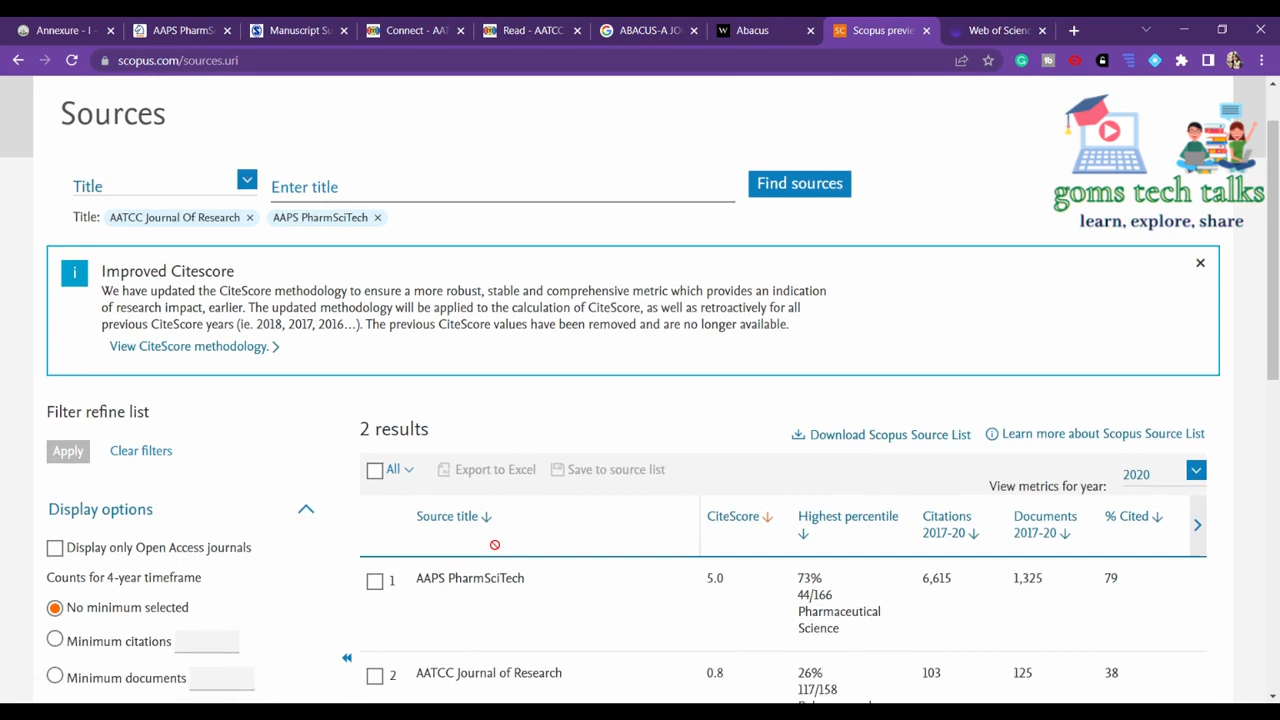 Annexure - I -
AAPS PharmS
Manuscript Su
Connect - AAT
Read - AATCC
ABACUS-A JO
Abacus
SC Scopus previe
Web of Scienc
scopus.com/sources.uri
Sources
Title
Enter title
Find sources
Title: AATCC Journal Of Research × AAPS PharmSciTech ×
goms tech talks
learn, explore, share
i Improved Citescore
We have updated the CiteScore methodology to ensure a more robust, stable and comprehensive metric which provides an indication
of research impact, earlier. The updated methodology will be applied to the calculation of CiteScore, as well as retroactively for all
previous CiteScore years (ie. 2018, 2017, 2016...). The previous CiteScore values have been removed and are no longer available.
View CiteScore methodology. >
Filter refine list
Apply Clear filters
Display options
Display only Open Access journals
Counts for 4-year timeframe
No minimum selected
Minimum citations
Minimum documents
2 results
Download Scopus Source List
Learn more about Scopus Source List
All
Export to Excel
Save to source list
View metrics for year: 2020
Source title ↓
CiteScore ↓
Highest percentile
↓
Citations
2017-20 ↓
Documents
2017-20 ↓
% Cited ↓
1 AAPS PharmSciTech 5.0 73% 6,615 1,325 79
44/166
Pharmaceutical
Science
2 AATCC Journal of Research 0.8 26% 103 125 38
117/158